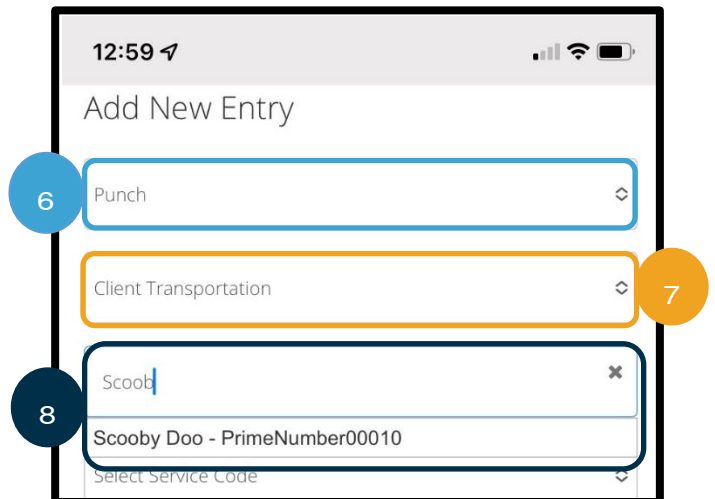 12:59
Add New Entry
6
Punch
Client Transportation
7
Scoob
8
Scooby Doo - PrimeNumber00010
Select Service Code